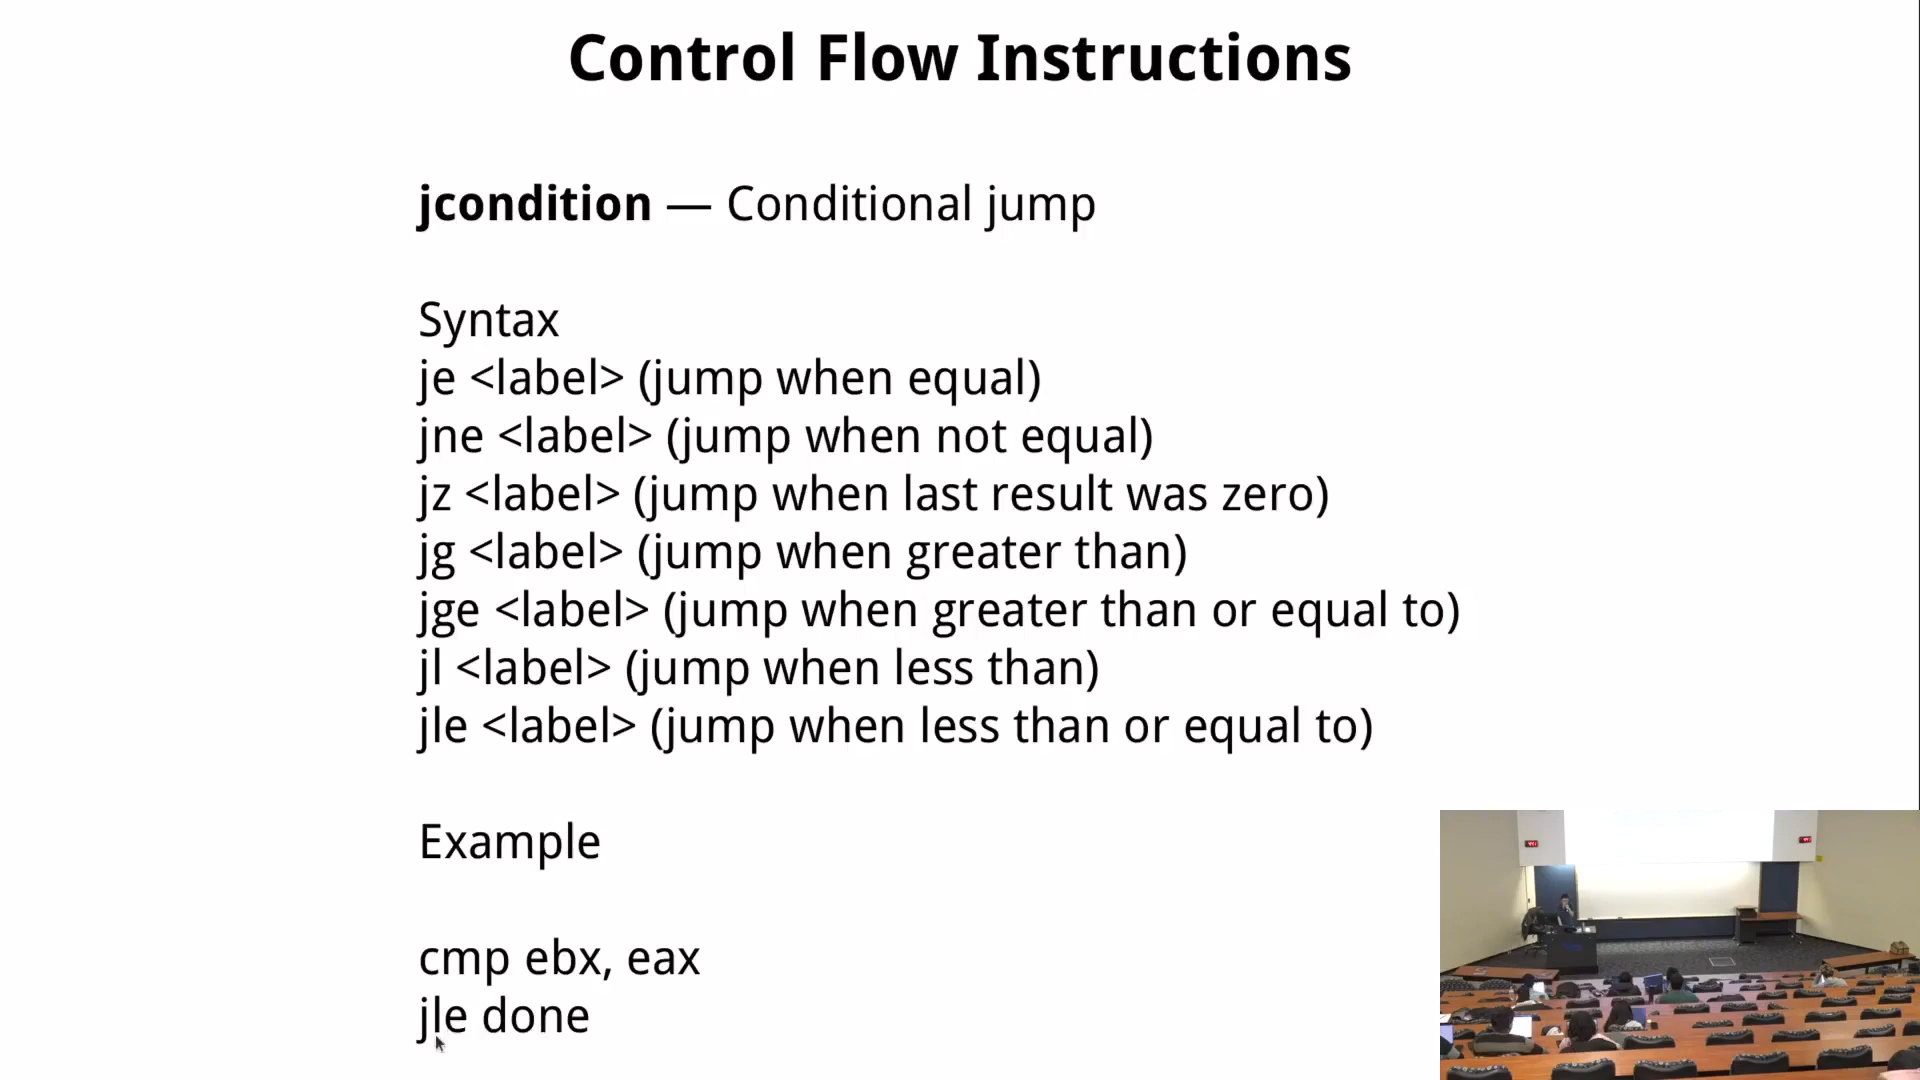 Control Flow Instructions
jcondition — Conditional jump
Syntax
je <label> (jump when equal)
jne <label> (jump when not equal)
jz <label> (jump when last result was zero)
jg <label> (jump when greater than)
jge <label> (jump when greater than or equal to)
jl <label> (jump when less than)
jle <label> (jump when less than or equal to)
Example
cmp ebx, eax
jle done